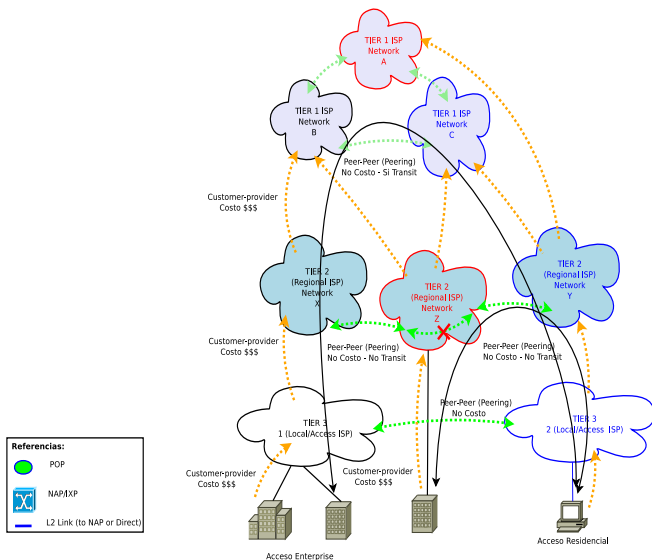 TIER 1 ISP
Network
A
TIER 1 ISP
Network
B
TIER 1 ISP
Network
C
Peer-Peer (Peering)
No Costo - Si Transit
Customer-provider
Costo $$$
TIER 2
(Regional ISP)
Network
X
TIER 2
(Regional ISP)
Network
Z
TIER 2
(Regional ISP)
Network
Y
Customer-provider
Costo $$$
Peer-Peer (Peering)
No Costo - No Transit
Peer-Peer (Peering)
No Costo - No Transit
Peer-Peer (Peering)
No Costo
TIER 3
1 (Local/Access ISP)
TIER 3
2 (Local/Access ISP)
Customer-provider
Costo $$$
Customer-provider
Costo $$$
Referencias:
POP
NAP/IXP
L2 Link (to NAP or Direct)
Acceso Enterprise
Acceso Residencial